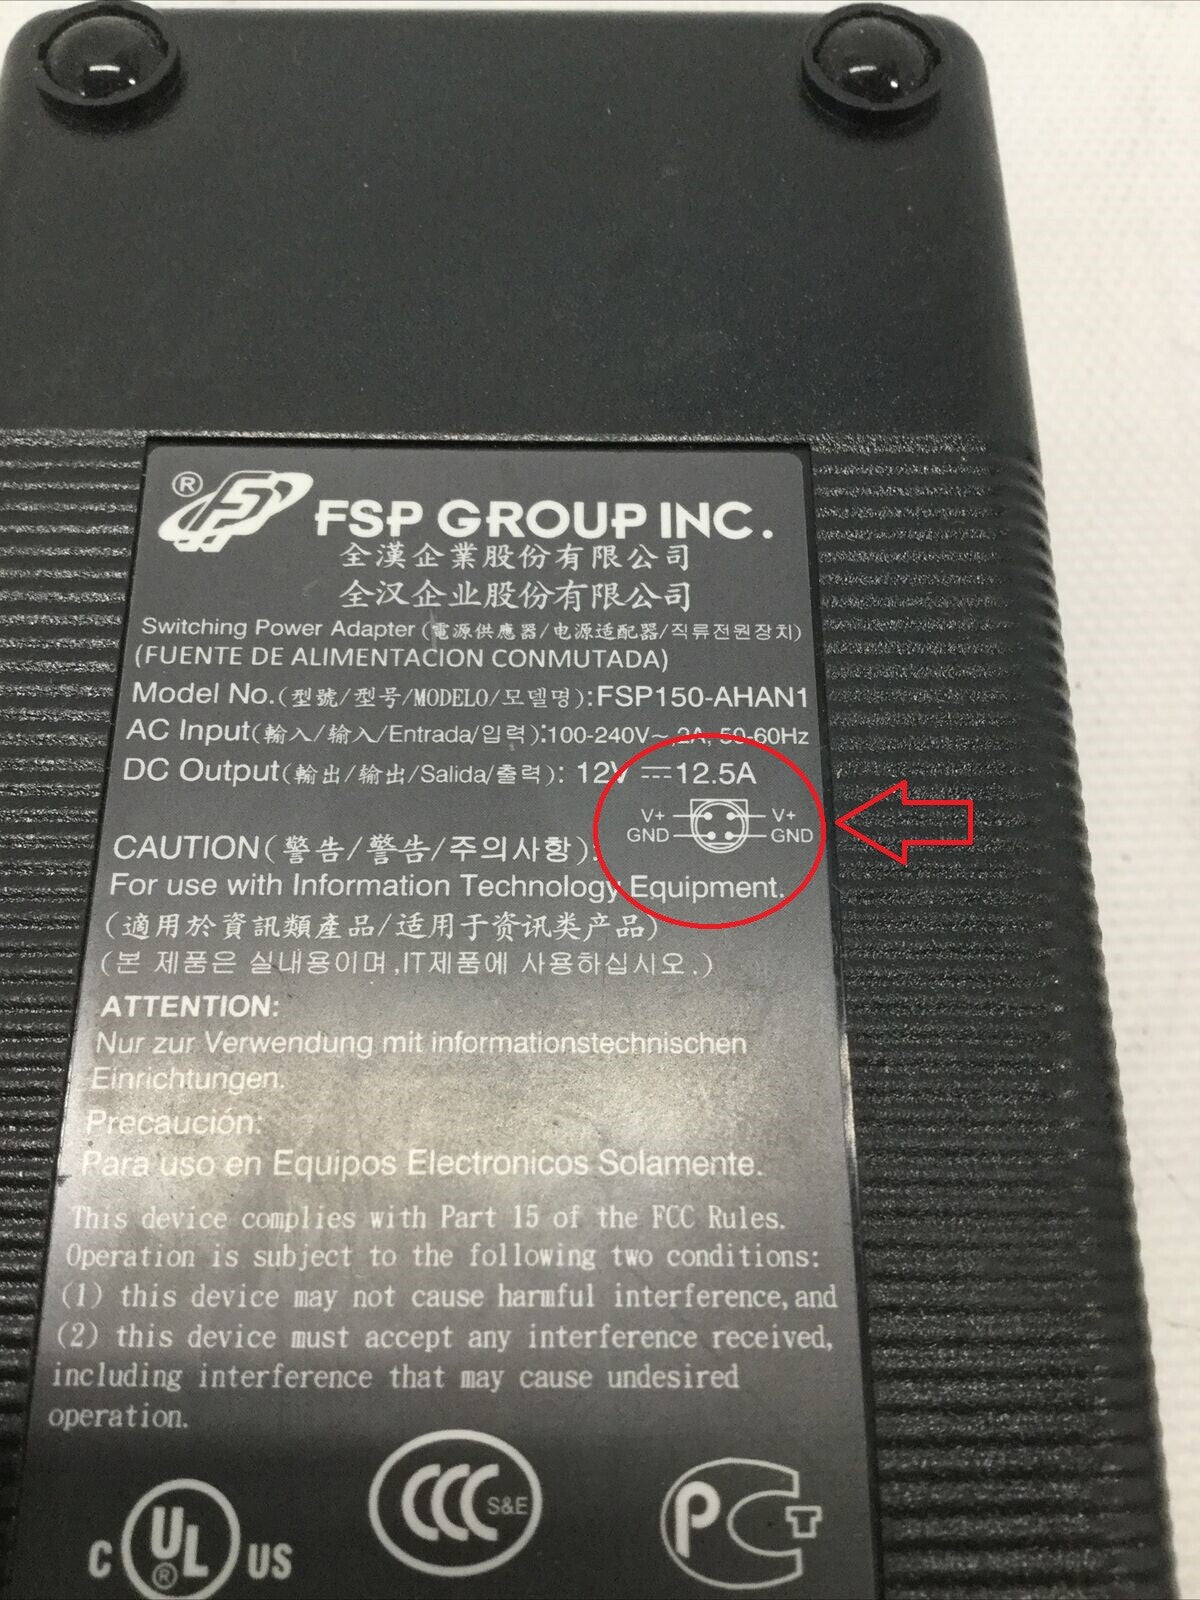 ® FSP GROUP INC.
全漢企業股份有限公司
全汉企业股份有限公司
Switching Power Adapter (電源供應器/电源适配器/직류전원장치)
(FUENTE DE ALIMENTACION CONMUTADA)
Model No.(型號/型号/MODELO/모델명):FSP150-AHAN1
AC Input(輸入/输入/Entrada/입력):100-240V~,2A, 50-60Hz
DC Output(輸出/输出/Salida/출력): 12V ⎓12.5A
V+ V+
GND GND
CAUTION(警告/警告/주의사항):
For use with Information Technology Equipment.
(適用於資訊類產品/适用于资讯类产品)
(본 제품은 실내용이며,IT제품에 사용하십시오.)
ATTENTION:
Nur zur Verwendung mit informationstechnischen
Einrichtungen.
Precaución:
Para uso en Equipos Electronicos Solamente.
This device complies with Part 15 of the FCC Rules.
Operation is subject to the following two conditions:
(1) this device may not cause harmful interference, and
(2) this device must accept any interference received,
including interference that may cause undesired
operation.
C UL® US CCC S&E PCT